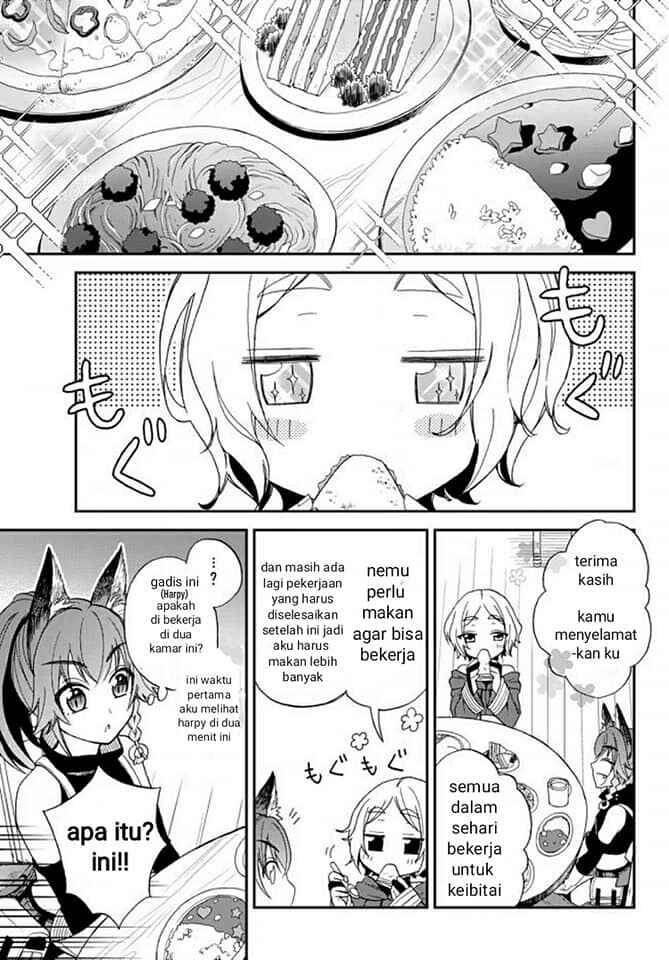 もぐ
もぐ
terima
kasih
kamu
menyelamat
-kan ku
semua
dalam
sehari
bekerja
untuk
keibitai
nemu
perlu
makan
agar bisa
bekerja
dan masih ada
lagi pekerjaan
yang harus
diselesaikan
setelah ini jadi
aku harus
makan lebih
banyak
もぐもぐ
…?
gadis ini
(Harpy)
apakah
di bekerja
di dua
kamar ini?
ini waktu
pertama
aku melihat
harpy di dua
menit ini
apa itu?
ini!!